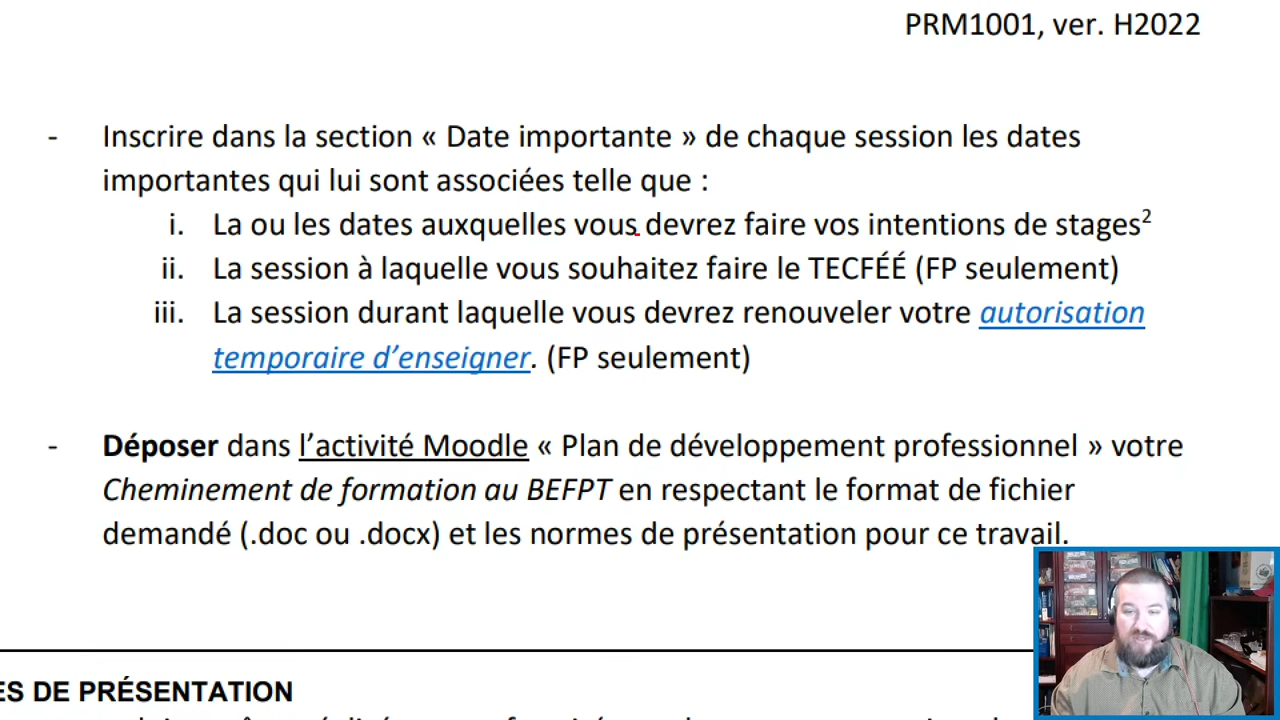 PRM1001, ver. H2022
- Inscrire dans la section « Date importante » de chaque session les dates
importantes qui lui sont associées telle que :
i. La ou les dates auxquelles vous devrez faire vos intentions de stages²
ii. La session à laquelle vous souhaitez faire le TECFÉÉ (FP seulement)
iii. La session durant laquelle vous devrez renouveler votre autorisation
temporaire d’enseigner. (FP seulement)
- Déposer dans l’activité Moodle « Plan de développement professionnel » votre
Cheminement de formation au BEFPT en respectant le format de fichier
demandé (.doc ou .docx) et les normes de présentation pour ce travail.
ES DE PRÉSENTATION